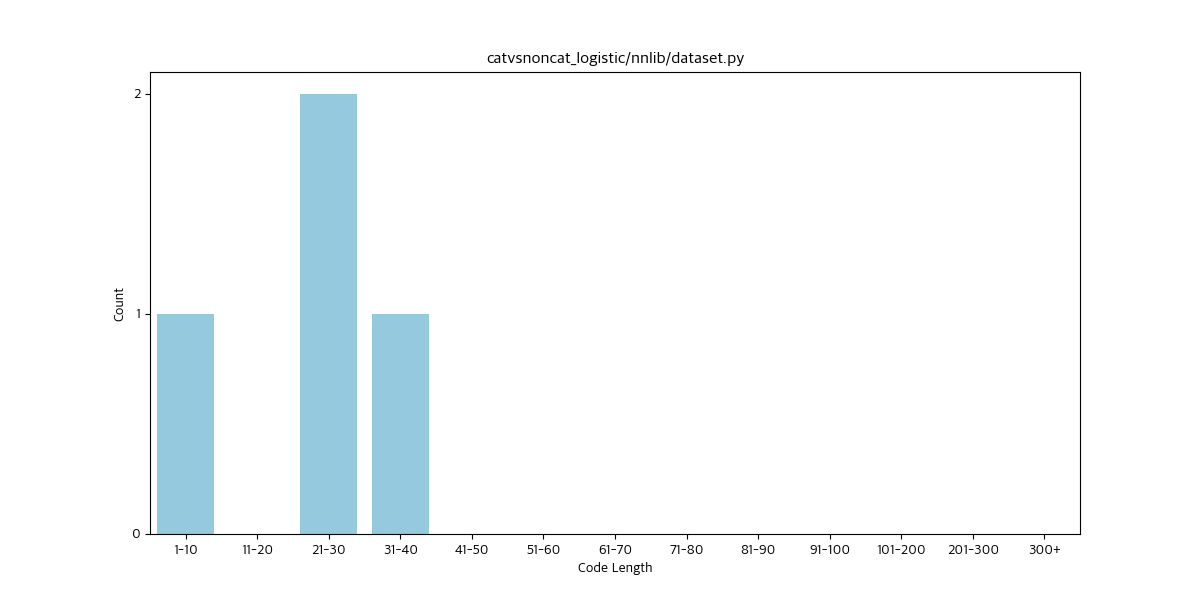 catvsnoncat_logistic/nnlib/dataset.py
Count
2
1
0
1-10 11-20 21-30 31-40 41-50 51-60 61-70 71-80 81-90 91-100 101-200 201-300 300+
Code Length